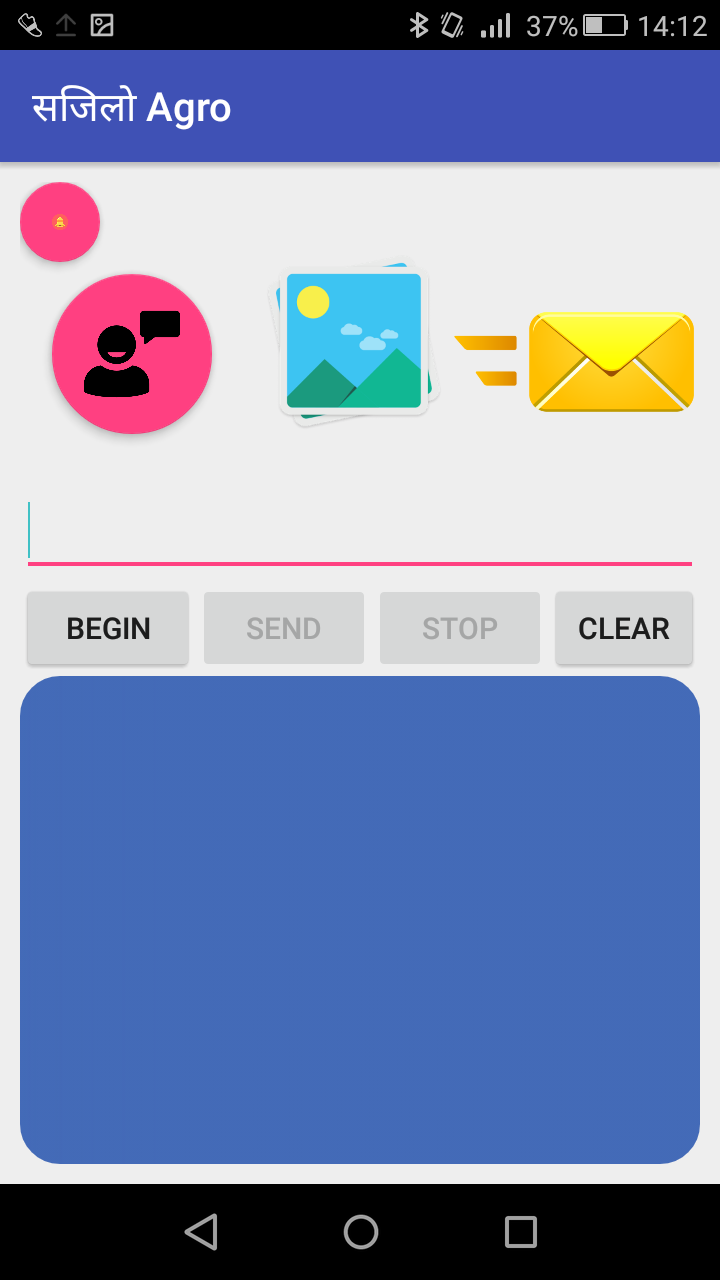 37% 14:12
सजिलो Agro
BEGIN SEND STOP CLEAR